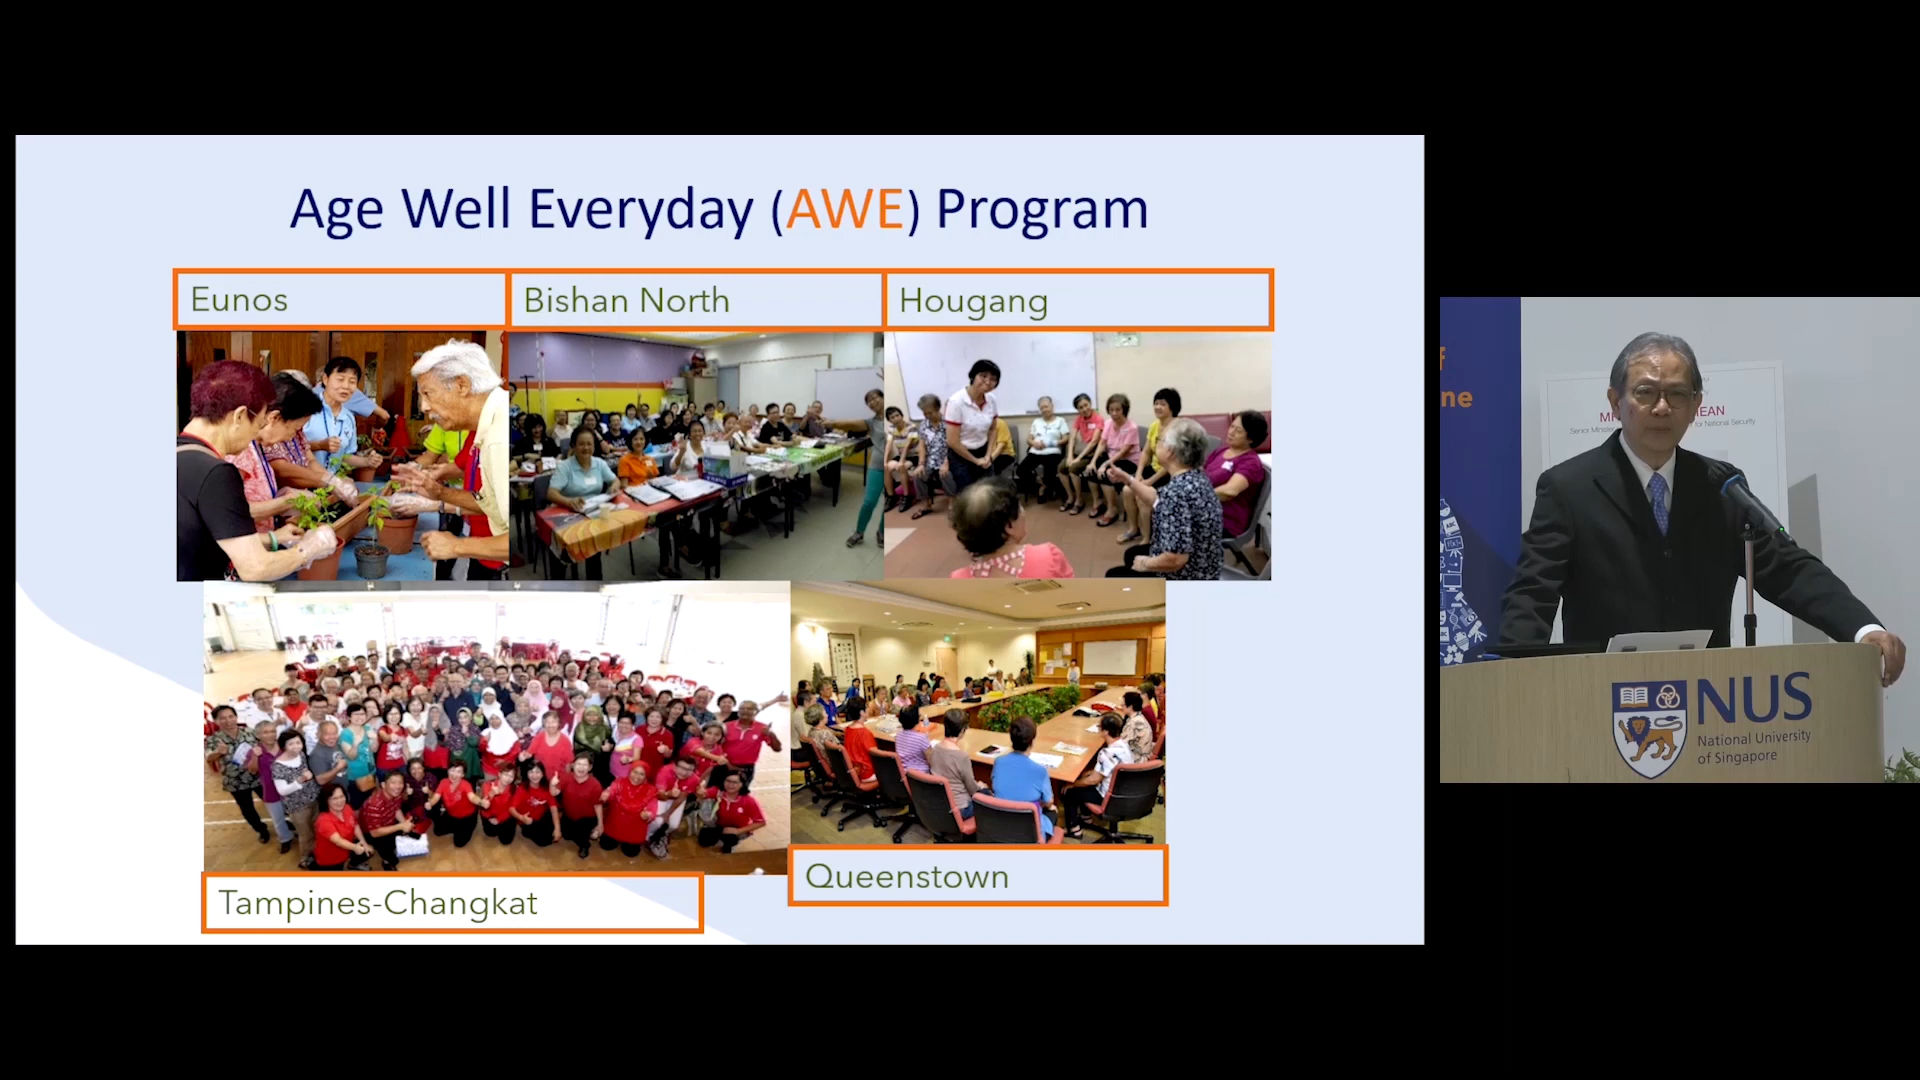 Age Well Everyday (AWE) Program
Eunos
Bishan North
Hougang
Tampines-Changkat
Queenstown
NUS
National University
of Singapore